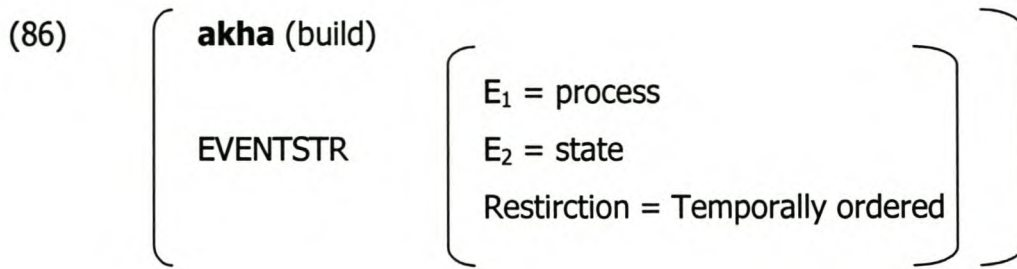 (86) akha (build)
E₁ = process
EVENTSTR E₂ = state
Restirction = Temporally ordered